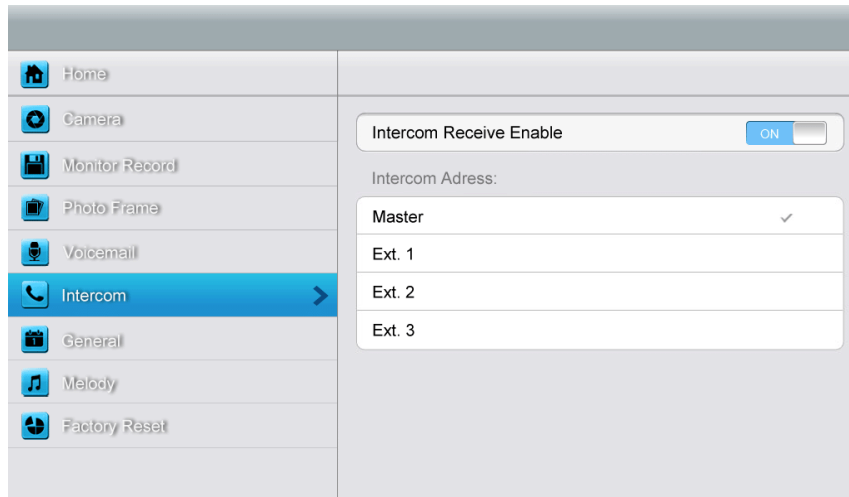 Home
Camera
Monitor Record
Photo Frame
Voicemail
Intercom
General
Melody
Factory Reset
Intercom Receive Enable
ON
Intercom Adress:
Master
Ext. 1
Ext. 2
Ext. 3